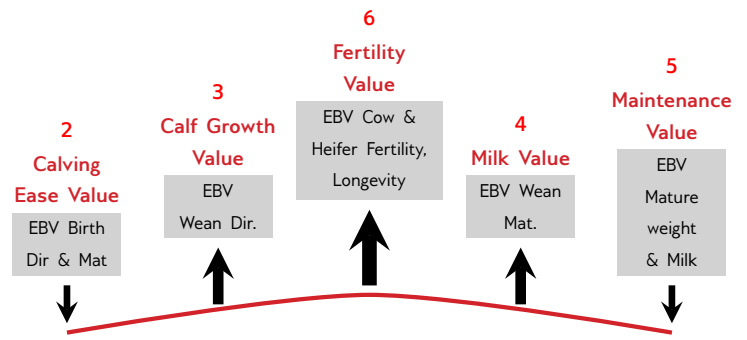 2
Calving
Ease Value
EBV Birth
Dir & Mat
3
Calf Growth
Value
EBV
Wean Dir.
6
Fertility
Value
EBV Cow &
Heifer Fertility,
Longevity
4
Milk Value
EBV Wean
Mat.
5
Maintenance
Value
EBV
Mature
weight
& Milk